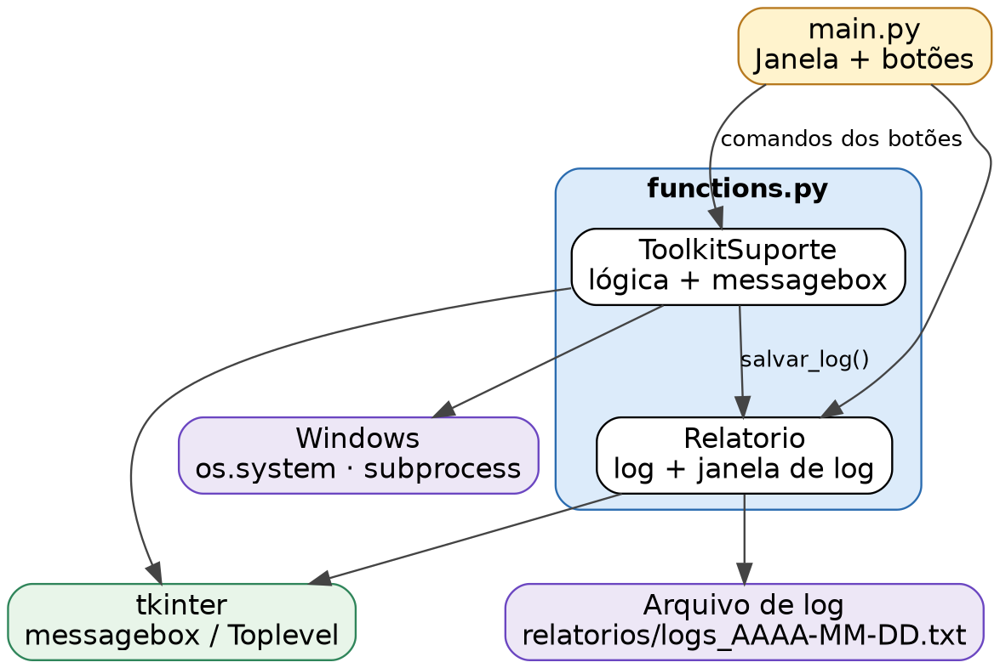 main.py
Janela + botões
comandos dos botões
functions.py
ToolkitSuporte
lógica + messagebox
salvar_log()
Windows
os.system · subprocess
Relatorio
log + janela de log
tkinter
messagebox / Toplevel
Arquivo de log
relatorios/logs_AAAA-MM-DD.txt